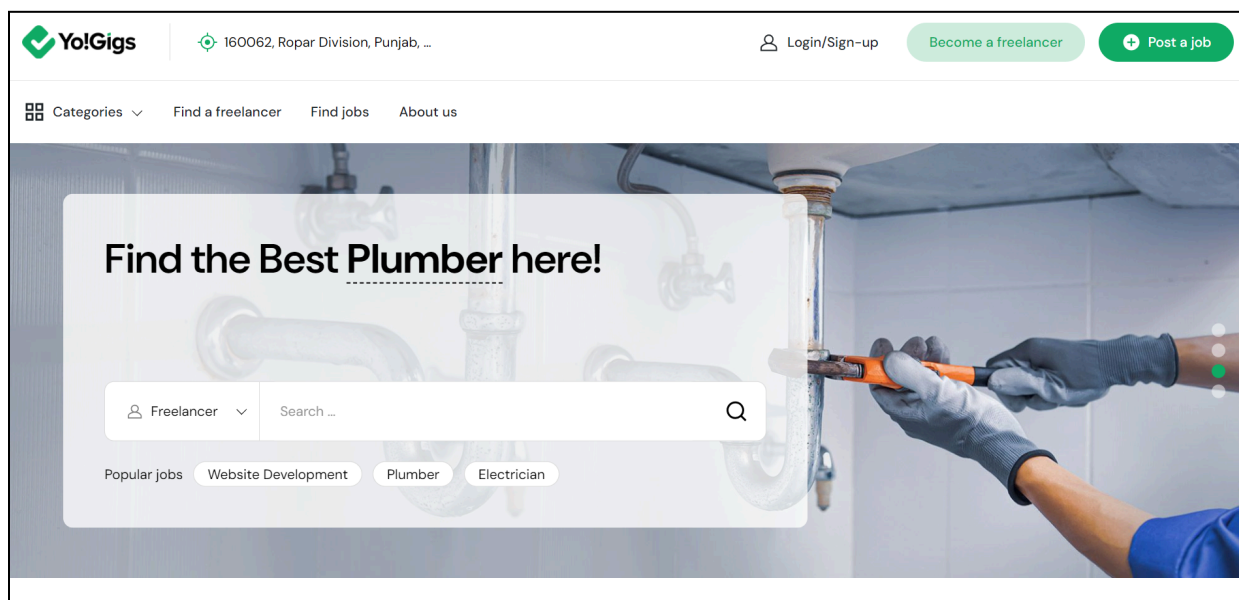 Yo!Gigs
160062, Ropar Division, Punjab, ...
Login/Sign-up
Become a freelancer
Post a job
Categories
Find a freelancer
Find jobs
About us
Find the Best Plumber here!
Freelancer
Search ...
Popular jobs
Website Development
Plumber
Electrician